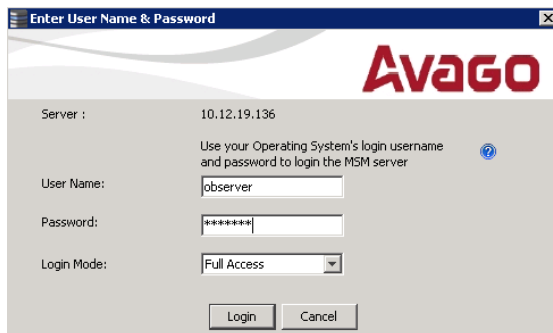 Enter User Name & Password
AVAGO
Server : 10.12.19.136
Use your Operating System's login username
and password to login the MSM server
User Name: observer
Password: *******
Login Mode: Full Access
Login Cancel